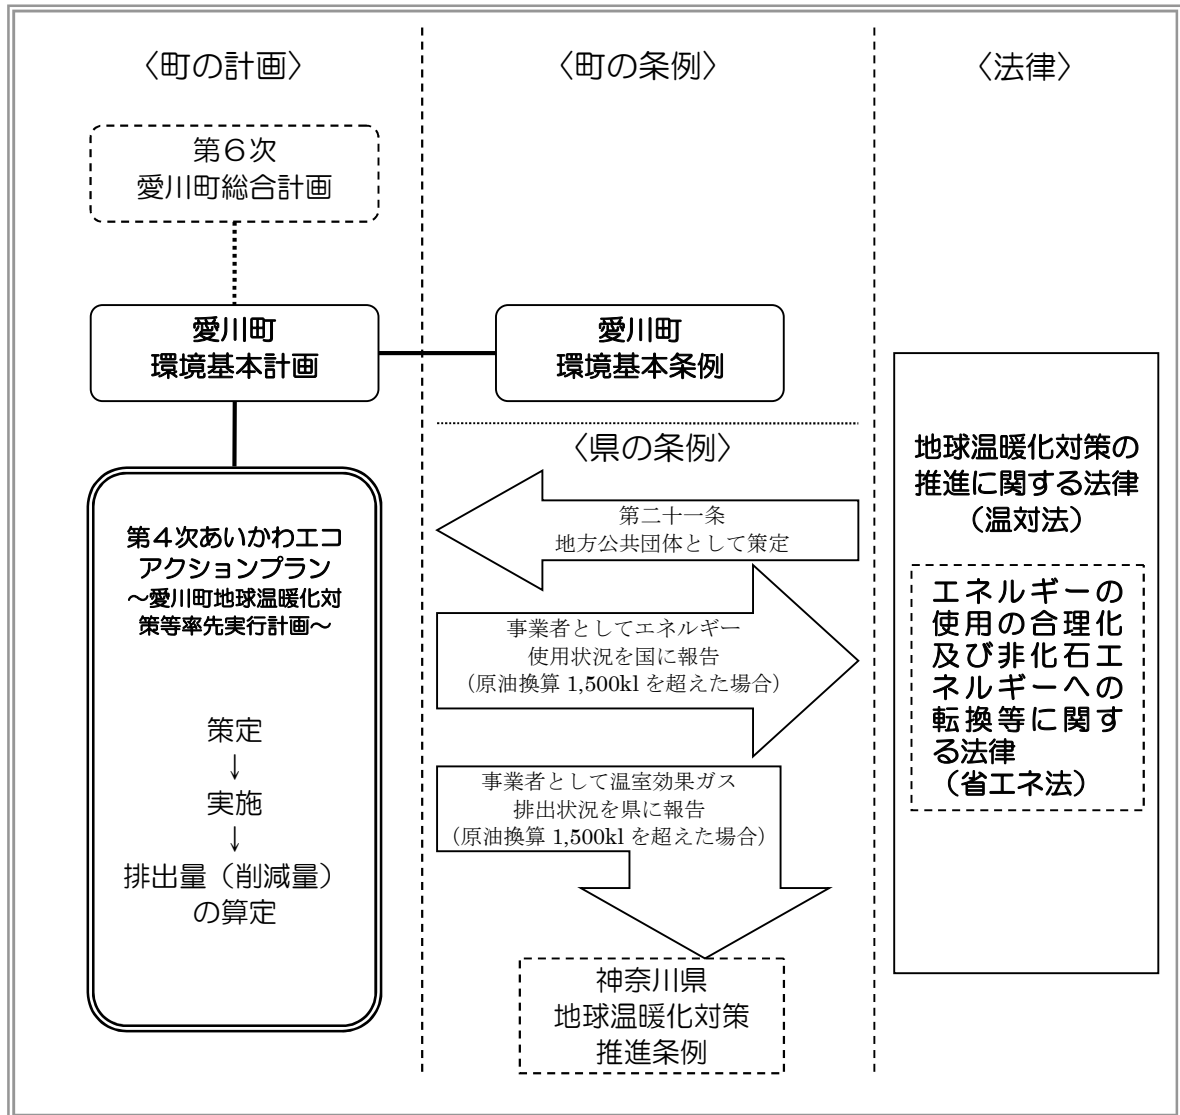 〈町の計画〉
〈町の条例〉
〈法律〉
第６次
愛川町総合計画
愛川町
環境基本計画
愛川町
環境基本条例
〈県の条例〉
第４次あいかわエコ
アクションプラン
～愛川町地球温暖化対
策等率先実行計画～
策定
↓
実施
↓
排出量（削減量）
の算定
第二十一条
地方公共団体として策定
事業者としてエネルギー
使用状況を国に報告
（原油換算 1,500kl を超えた場合）
事業者として温室効果ガス
排出状況を県に報告
（原油換算 1,500kl を超えた場合）
神奈川県
地球温暖化対策
推進条例
地球温暖化対策の
推進に関する法律
（温対法）
エネルギーの
使用の合理化
及び非化石エ
ネルギーへの
転換等に関す
る法律
（省エネ法）